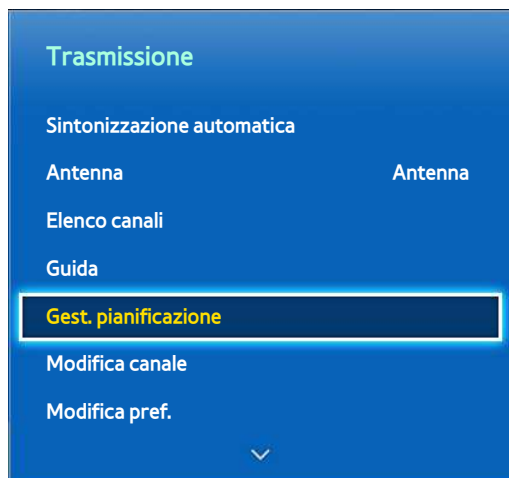 Trasmissione
Sintonizzazione automatica
Antenna Antenna
Elenco canali
Guida
Gest. pianificazione
Modifica canale
Modifica pref.